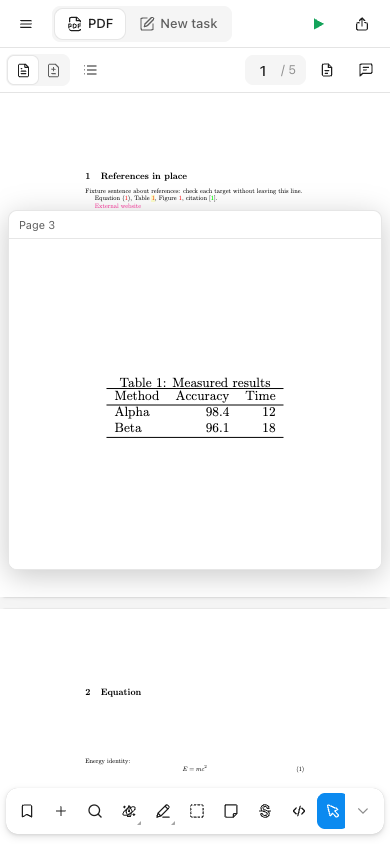 PDF
New task
1 / 5
1 References in place
Fixture sentence about references: check each target without leaving this line.
Equation (1), Table 1, Figure 1, citation [1].
External website
Page 3
Table 1: Measured results
Method Accuracy Time
Alpha 98.4 12
Beta 96.1 18
2 Equation
Energy identity:
E = mc² (1)